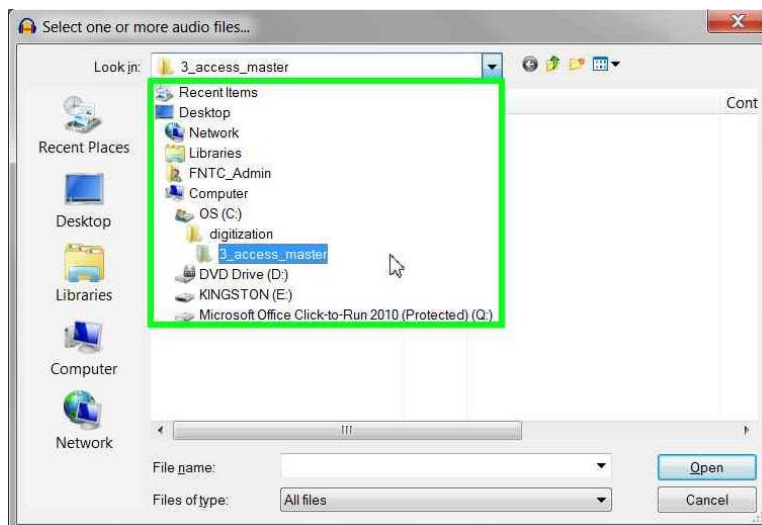 Select one or more audio files...
Look in: 3_access_master
Recent Items
Desktop
Network
Libraries
FNTC_Admin
Computer
OS (C:)
digitization
3_access_master
DVD Drive (D:)
KINGSTON (E:)
Microsoft Office Click-to-Run 2010 (Protected) (Q:)
Cont
Recent Places
Desktop
Libraries
Computer
Network
File name:
Open
Files of type: All files
Cancel